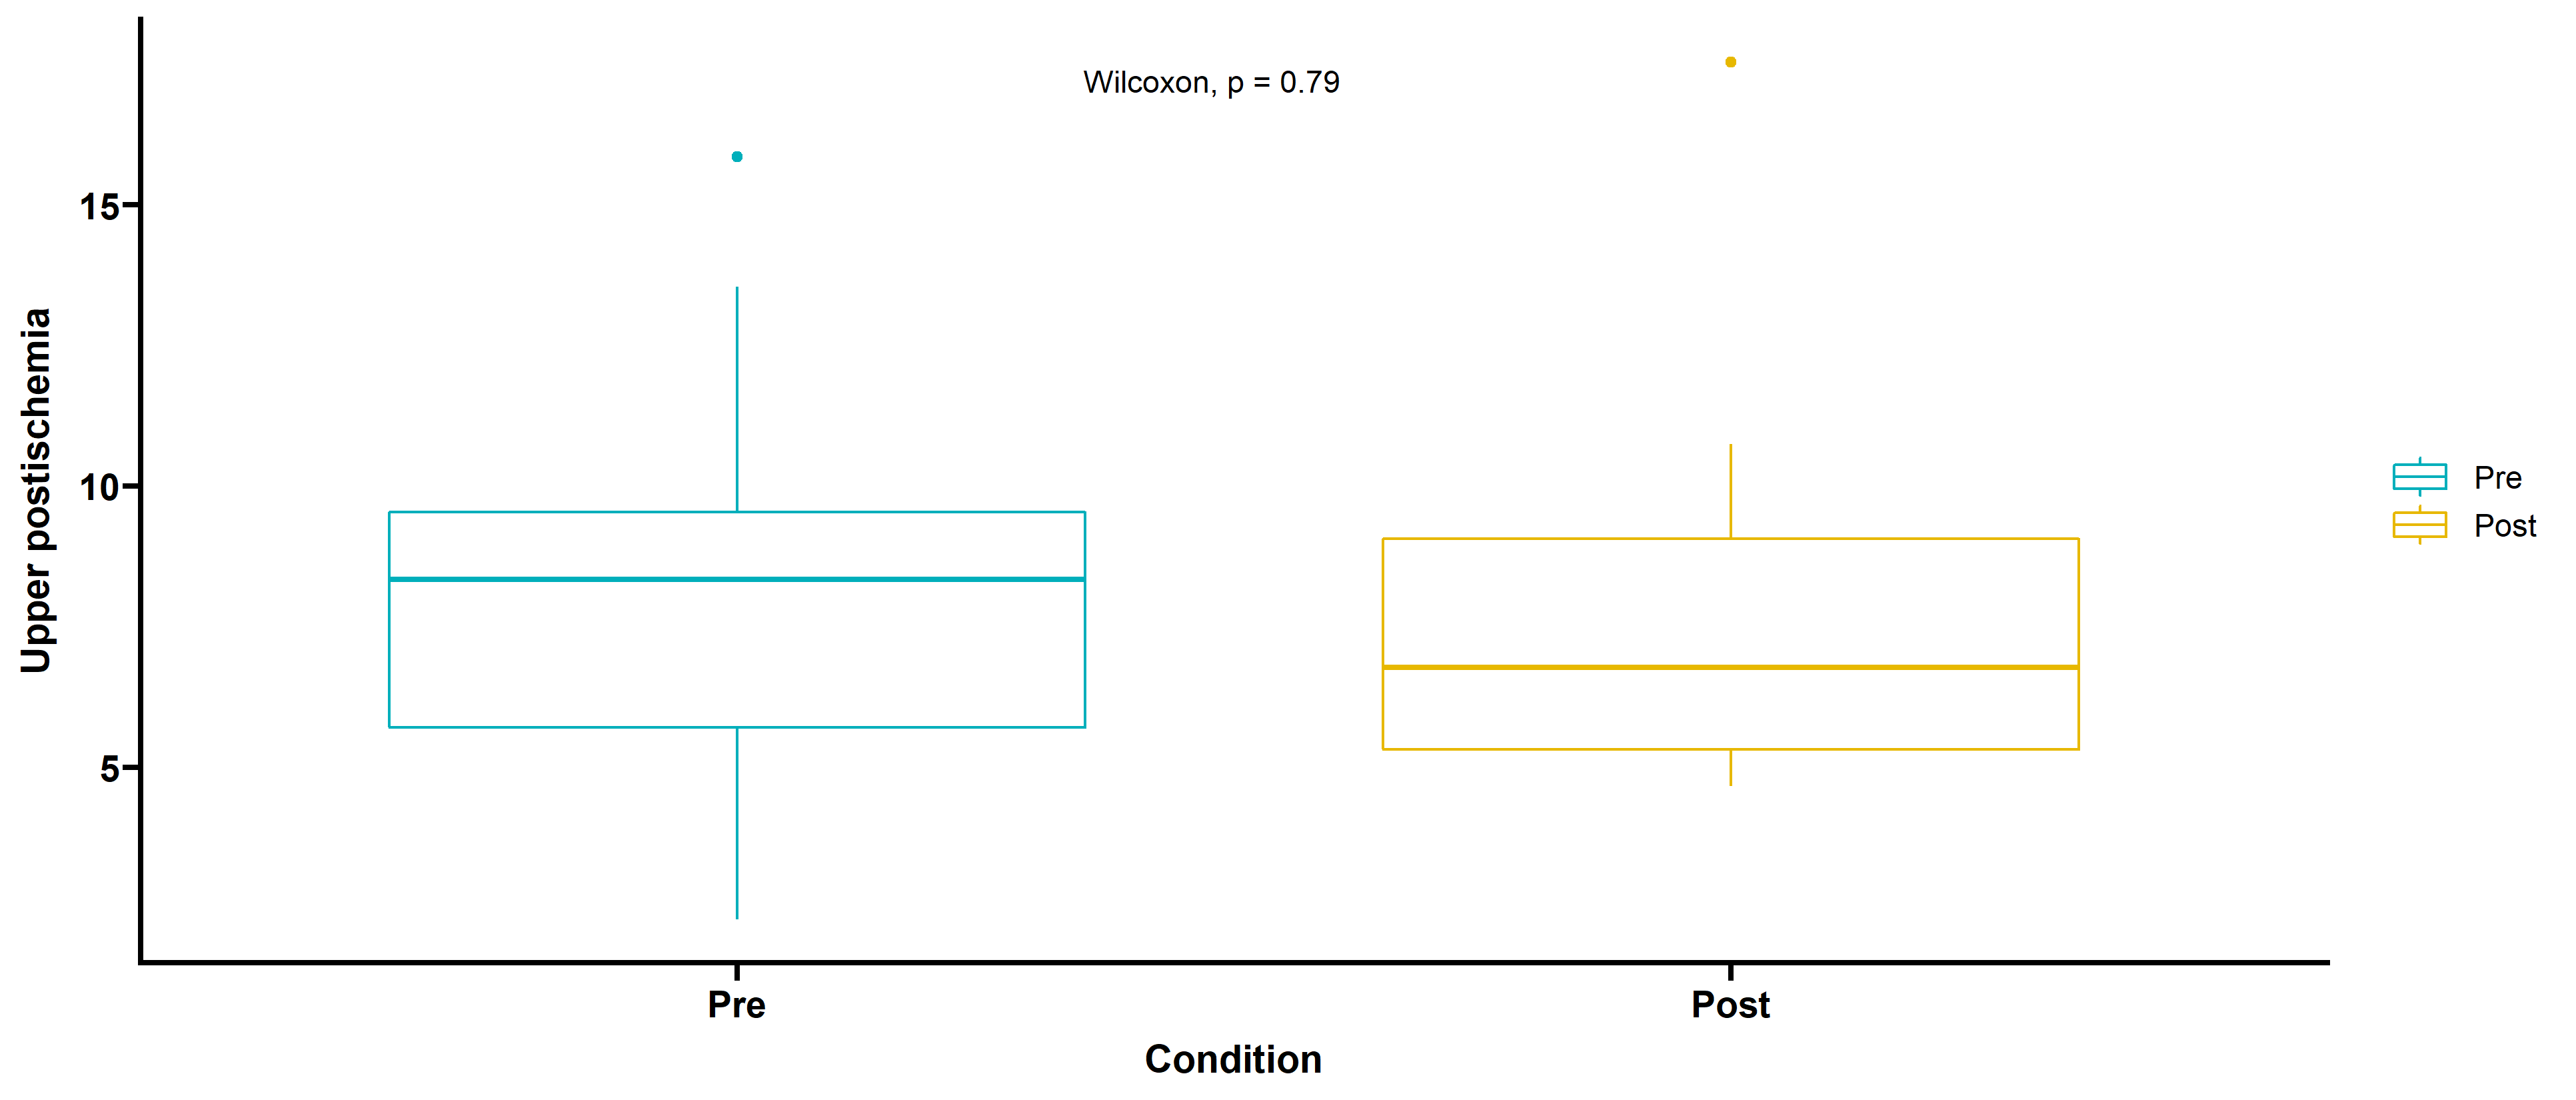 Wilcoxon, p = 0.79
Upper postischemia
15
10
5
Pre
Post
Condition
Pre
Post